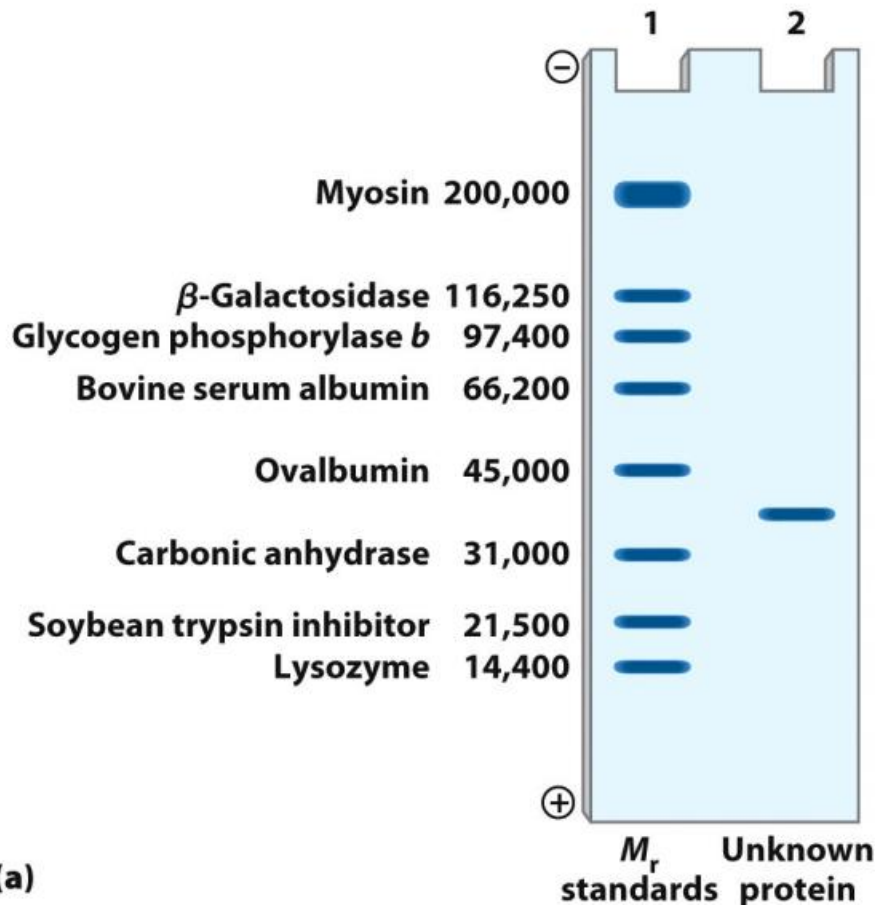 1 2
⊖
Myosin 200,000
β-Galactosidase 116,250
Glycogen phosphorylase b 97,400
Bovine serum albumin 66,200
Ovalbumin 45,000
Carbonic anhydrase 31,000
Soybean trypsin inhibitor 21,500
Lysozyme 14,400
⊕
Mr Unknown
standards protein
(a)